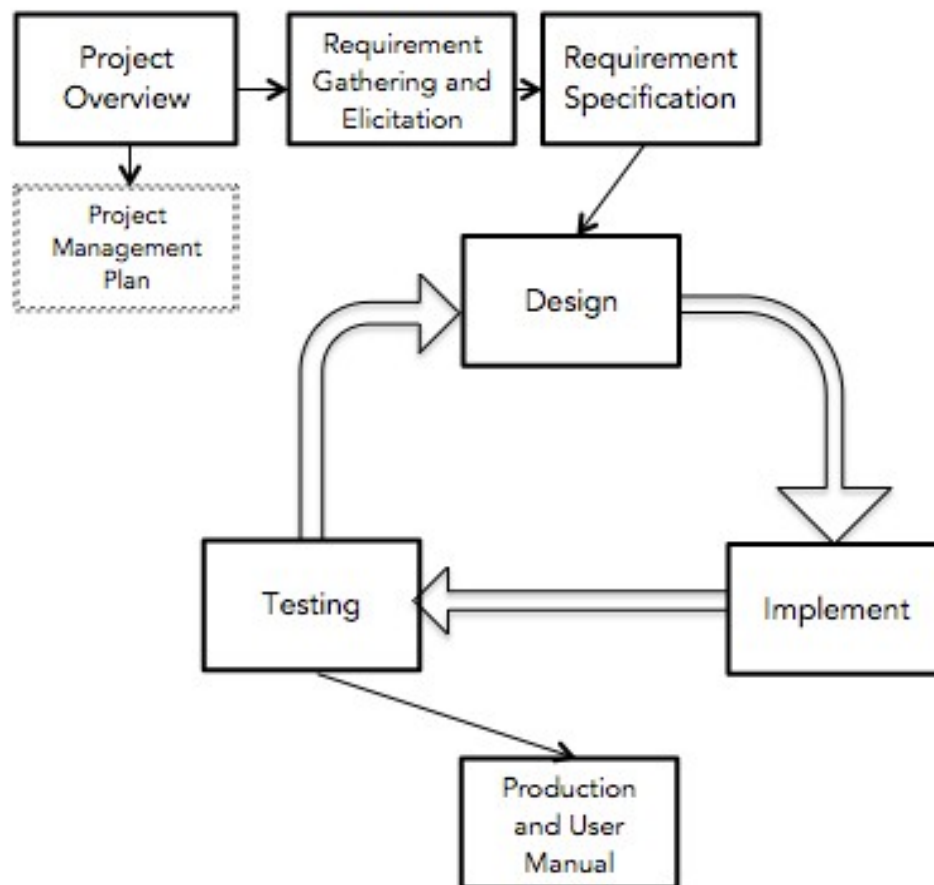 Project
Overview
Requirement
Gathering and
Elicitation
Requirement
Specification
Project
Management
Plan
Design
Testing
Implement
Production
and User
Manual